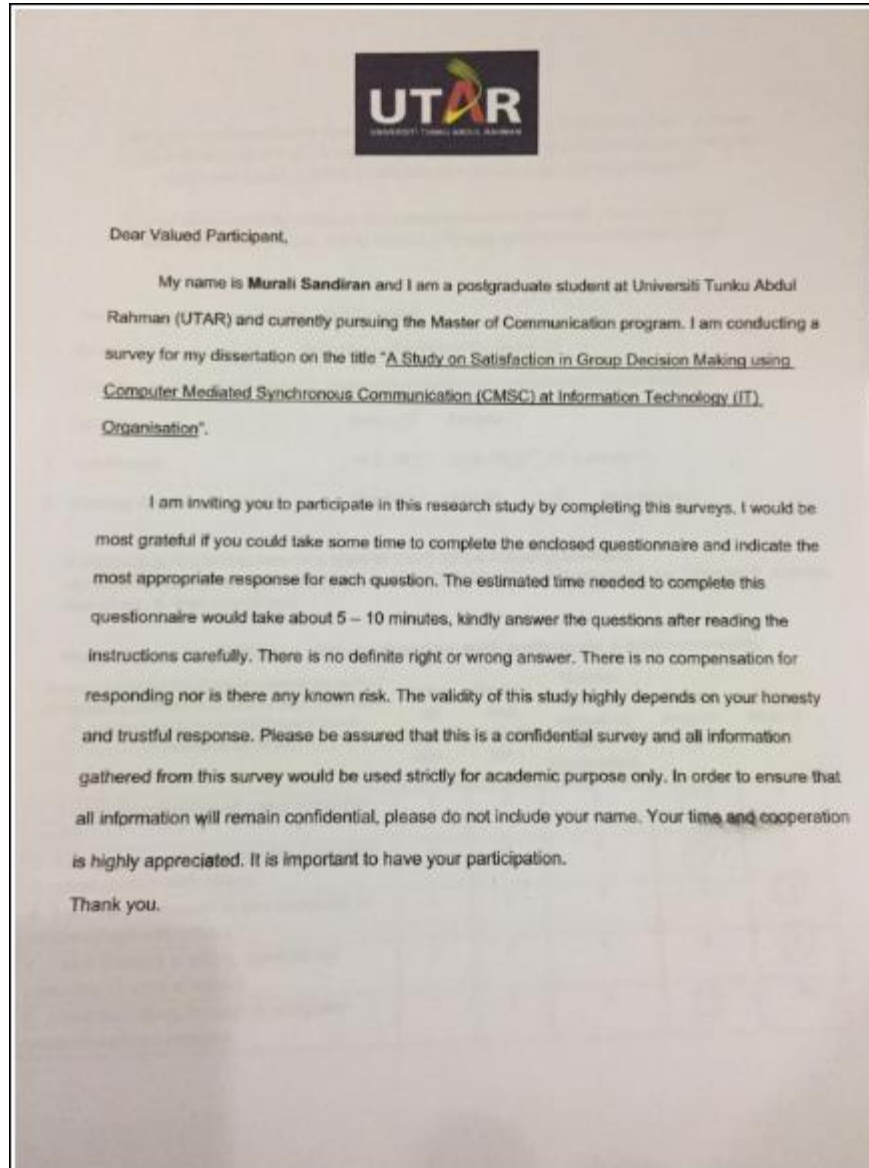 UTAR
UNIVERSITI TUNKU ABDUL RAHMAN
Dear Valued Participant,
My name is Murali Sandiran and I am a postgraduate student at Universiti Tunku Abdul
Rahman (UTAR) and currently pursuing the Master of Communication program. I am conducting a
survey for my dissertation on the title "A Study on Satisfaction in Group Decision Making using
Computer Mediated Synchronous Communication (CMSC) at Information Technology (IT)
Organisation".
I am inviting you to participate in this research study by completing this surveys. I would be
most grateful if you could take some time to complete the enclosed questionnaire and indicate the
most appropriate response for each question. The estimated time needed to complete this
questionnaire would take about 5 – 10 minutes, kindly answer the questions after reading the
instructions carefully. There is no definite right or wrong answer. There is no compensation for
responding nor is there any known risk. The validity of this study highly depends on your honesty
and trustful response. Please be assured that this is a confidential survey and all information
gathered from this survey would be used strictly for academic purpose only. In order to ensure that
all information will remain confidential, please do not include your name. Your time and cooperation
is highly appreciated. It is important to have your participation.
Thank you.